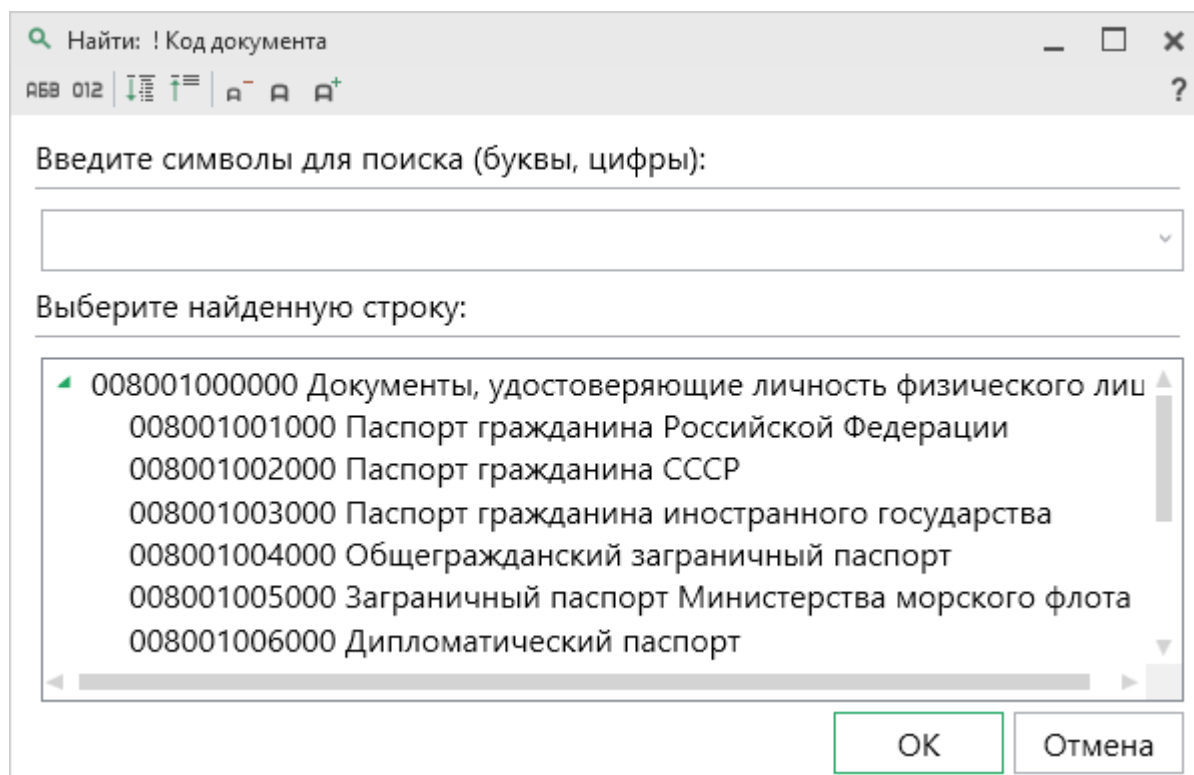 Найти: ! Код документа
АБВ 012 А⁻ А А⁺ ?
Введите символы для поиска (буквы, цифры):
Выберите найденную строку:
008001000000 Документы, удостоверяющие личность физического лиц
008001001000 Паспорт гражданина Российской Федерации
008001002000 Паспорт гражданина СССР
008001003000 Паспорт гражданина иностранного государства
008001004000 Общегражданский заграничный паспорт
008001005000 Заграничный паспорт Министерства морского флота
008001006000 Дипломатический паспорт
ОК Отмена